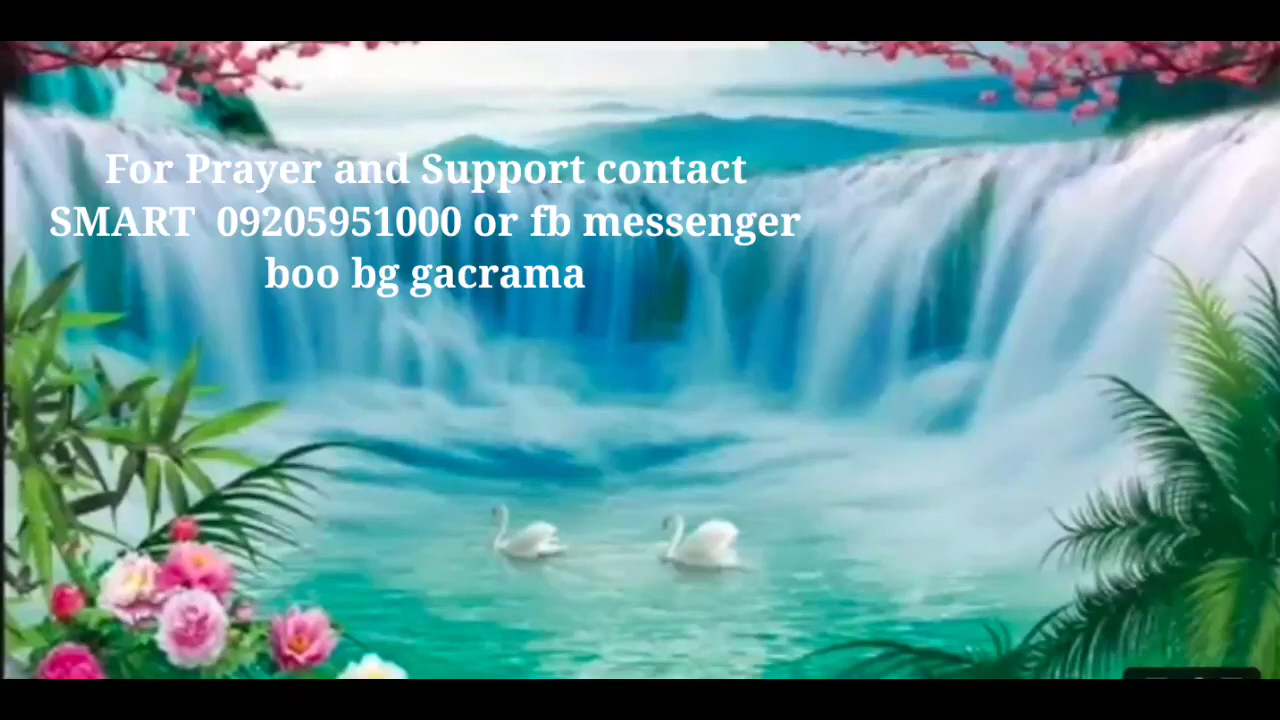 For Prayer and Support contact
SMART  09205951000 or fb messenger
boo bg gacrama